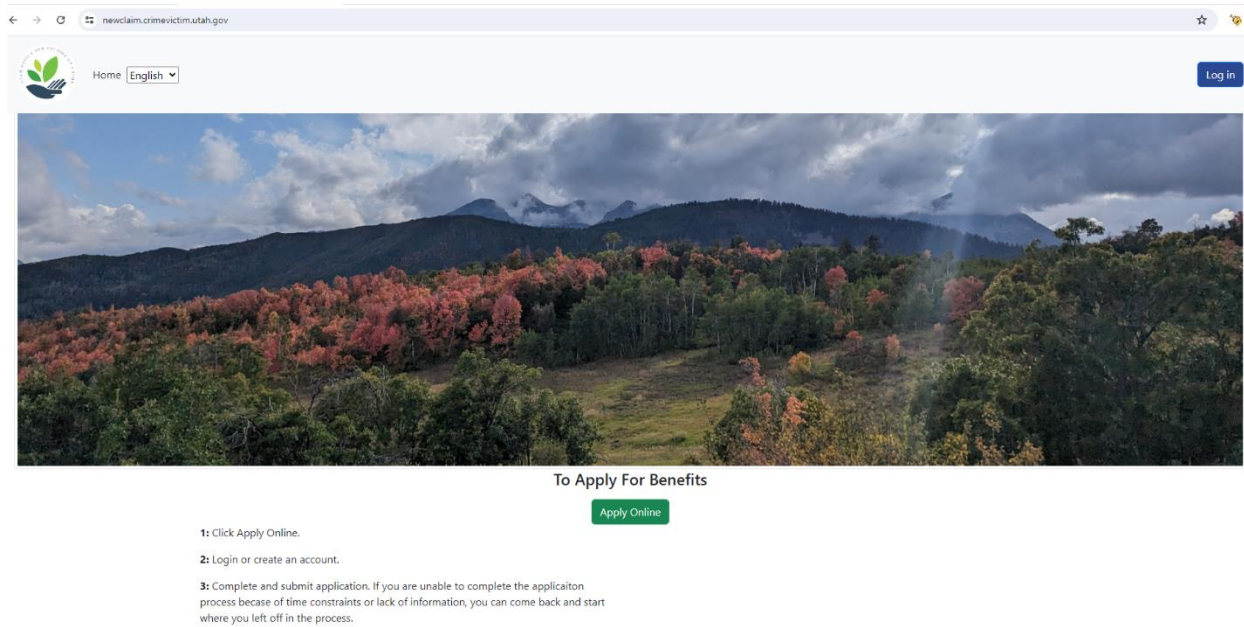 newclaim.crimevictim.utah.gov
Home English
Log in
To Apply For Benefits
Apply Online
1: Click Apply Online.
2: Login or create an account.
3: Complete and submit application. If you are unable to complete the applicaiton
process becase of time constraints or lack of information, you can come back and start
where you left off in the process.